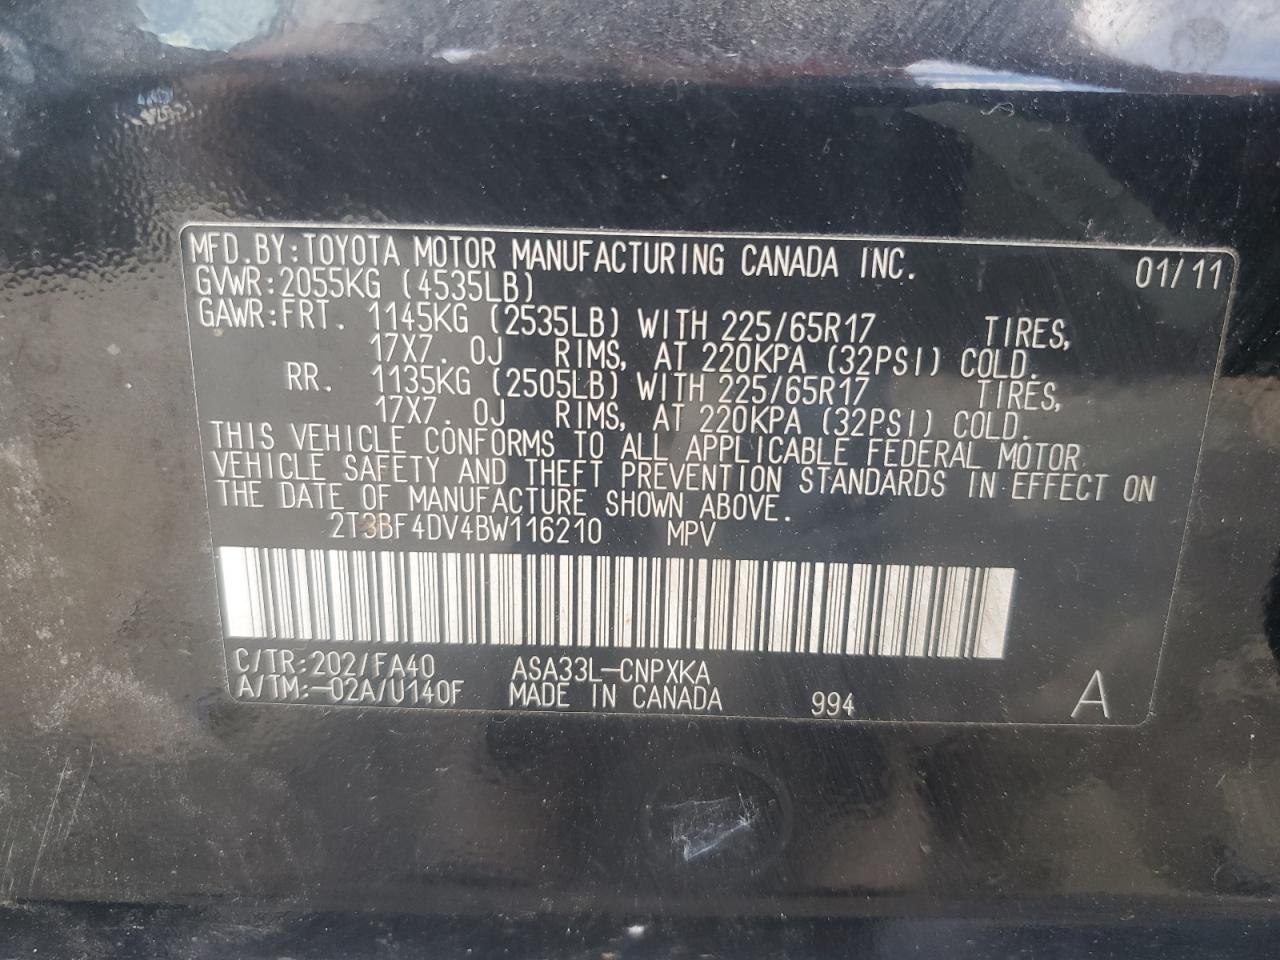 MFD.BY:TOYOTA MOTOR MANUFACTURING CANADA INC. 01/11
GVWR:2055KG (4535LB)
GAWR:FRT. 1145KG (2535LB) WITH 225/65R17 TIRES,
17X7.0J RIMS, AT 220KPA (32PSI) COLD.
RR. 1135KG (2505LB) WITH 225/65R17 TIRES,
17X7.0J RIMS, AT 220KPA (32PSI) COLD.
THIS VEHICLE CONFORMS TO ALL APPLICABLE FEDERAL MOTOR
VEHICLE SAFETY AND THEFT PREVENTION STANDARDS IN EFFECT ON
THE DATE OF MANUFACTURE SHOWN ABOVE.
2T3BF4DV4BW116210 MPV
C/TR:202/FA40 ASA33L-CNPXKA
A/TM:-02A/U140F MADE IN CANADA 994 A